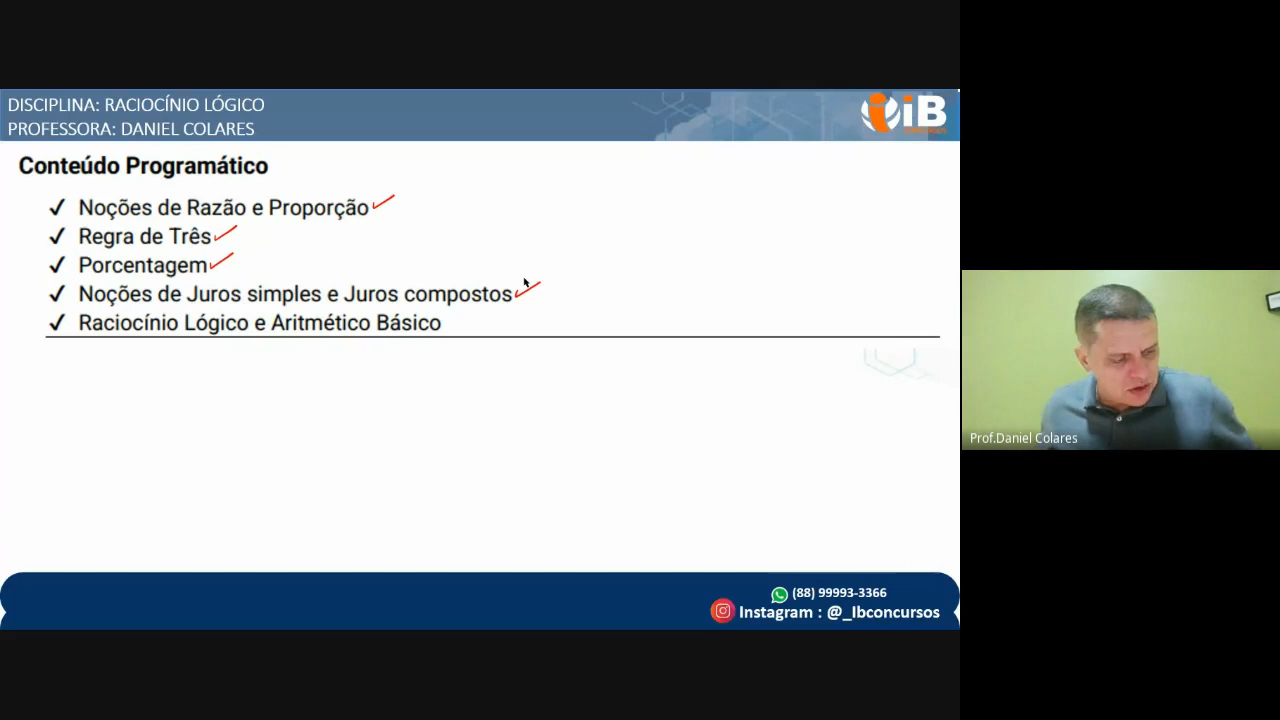 DISCIPLINA: RACIOCÍNIO LÓGICO
PROFESSORA: DANIEL COLARES
iB
Conteúdo Programático
✓ Noções de Razão e Proporção
✓ Regra de Três
✓ Porcentagem
✓ Noções de Juros simples e Juros compostos
✓ Raciocínio Lógico e Aritmético Básico
Prof.Daniel Colares
(88) 99993-3366
Instagram : @_Ibconcursos